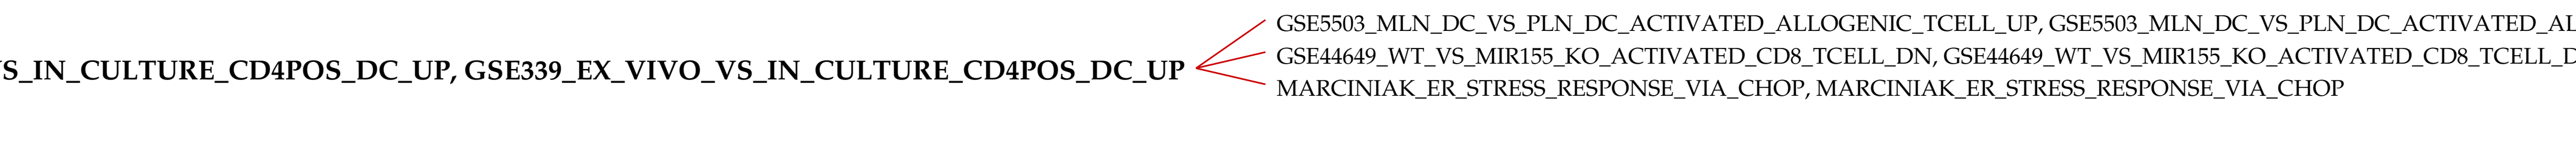 GSE5503_MLN_DC_VS_PLN_DC_ACTIVATED_ALLOGENIC_TCELL_UP, GSE5503_MLN_DC_VS_PLN_DC_ACTIVATED_AL
S_IN_CULTURE_CD4POS_DC_UP, GSE339_EX_VIVO_VS_IN_CULTURE_CD4POS_DC_UP
GSE44649_WT_VS_MIR155_KO_ACTIVATED_CD8_TCELL_DN, GSE44649_WT_VS_MIR155_KO_ACTIVATED_CD8_TCELL_D
MARCINIAK_ER_STRESS_RESPONSE_VIA_CHOP, MARCINIAK_ER_STRESS_RESPONSE_VIA_CHOP